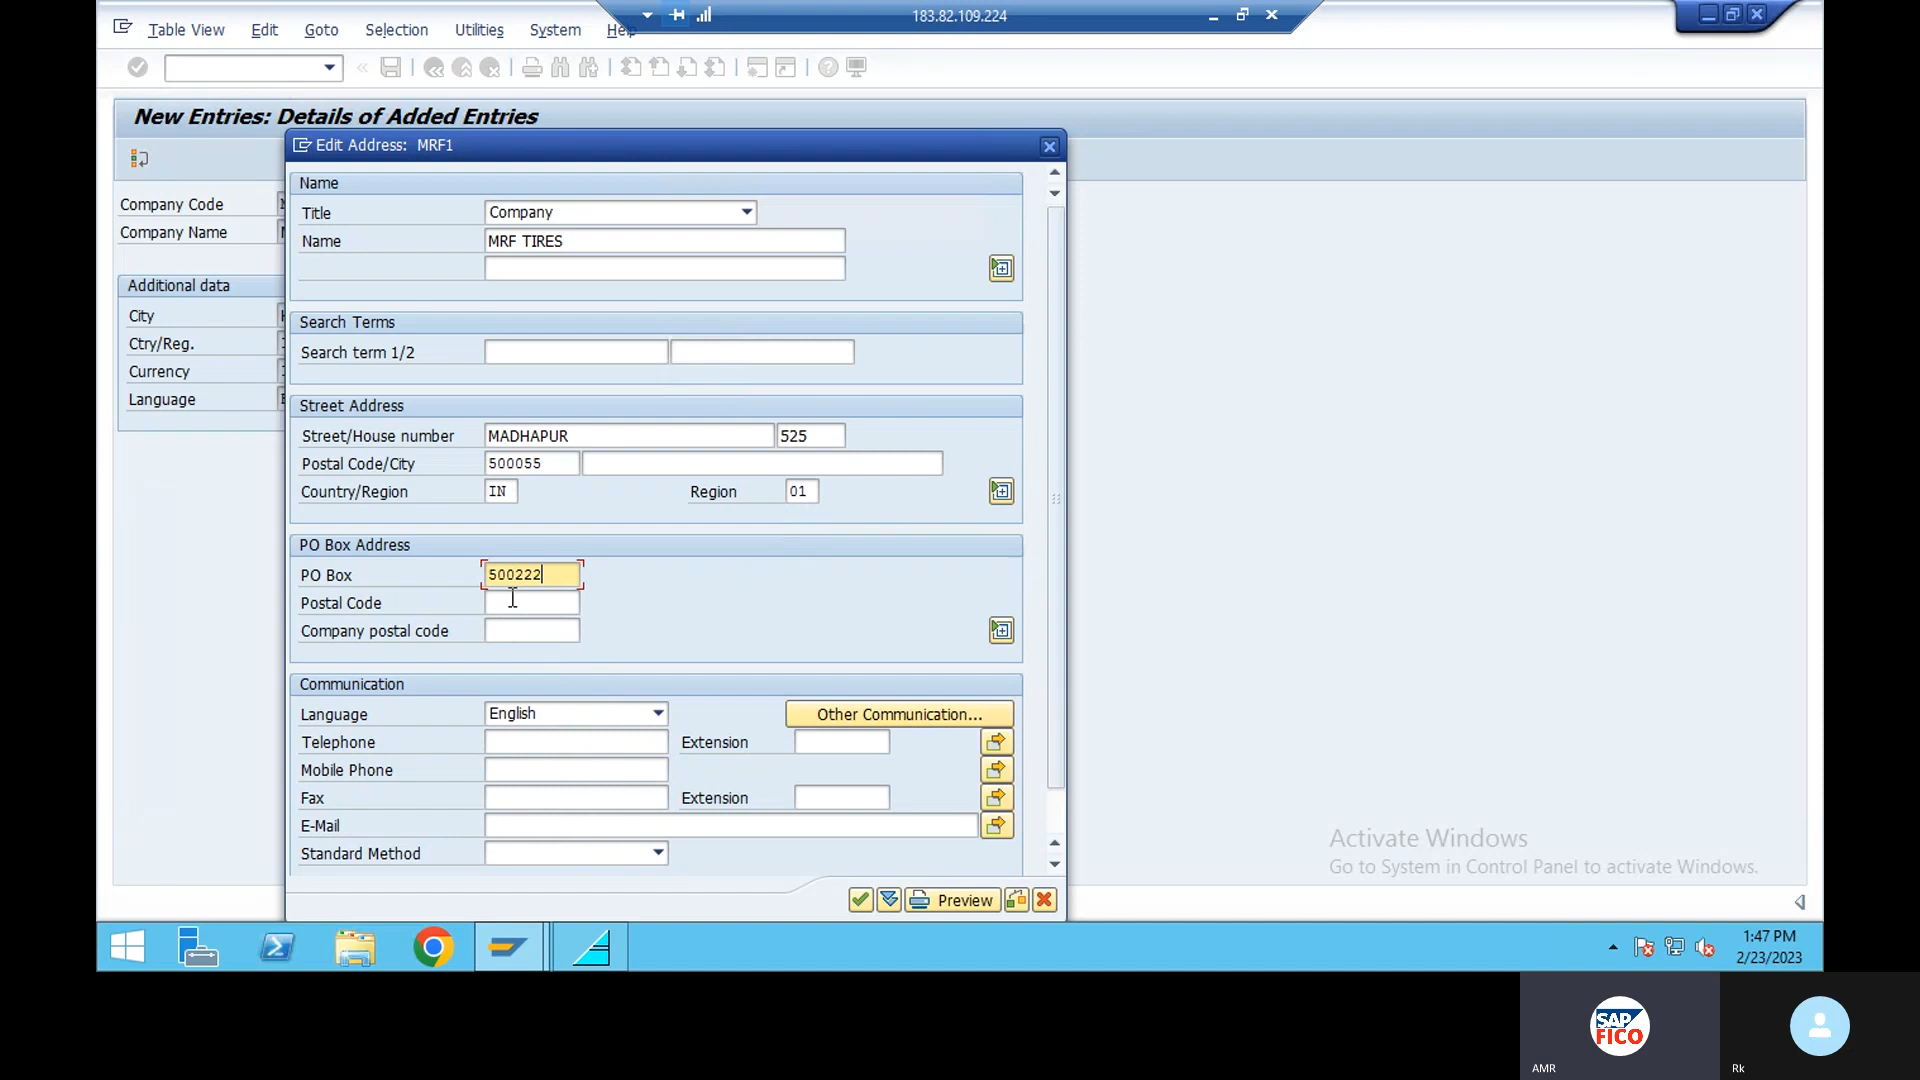 183.82.109.224
Table View Edit Goto Selection Utilities System Help
New Entries: Details of Added Entries
Edit Address: MRF1
Company Code
Company Name
Additional data
City
Ctry/Reg.
Currency
Language
Name
Title Company
Name MRF TIRES
Search Terms
Search term 1/2
Street Address
Street/House number MADHAPUR 525
Postal Code/City 500055
Country/Region IN Region 01
PO Box Address
PO Box 500222
Postal Code
Company postal code
Communication
Language English Other Communication...
Telephone Extension
Mobile Phone
Fax Extension
E-Mail
Standard Method
Preview
Activate Windows
Go to System in Control Panel to activate Windows.
1:47 PM
2/23/2023
SAP
FICO
AMR
Rk